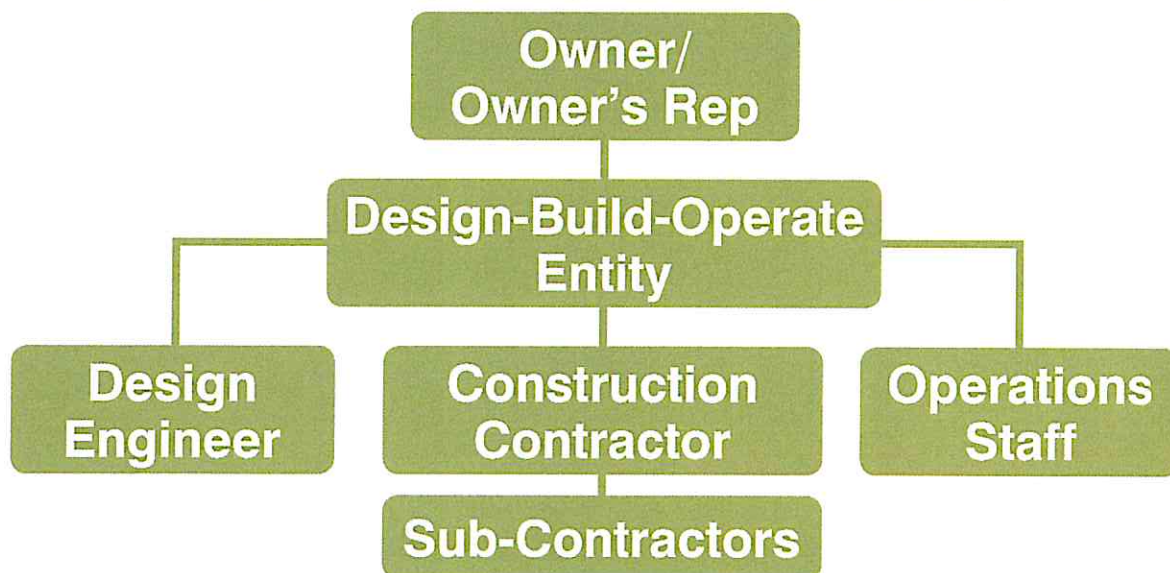 Owner/
Owner's Rep
Design-Build-Operate
Entity
Design
Engineer
Construction
Contractor
Operations
Staff
Sub-Contractors